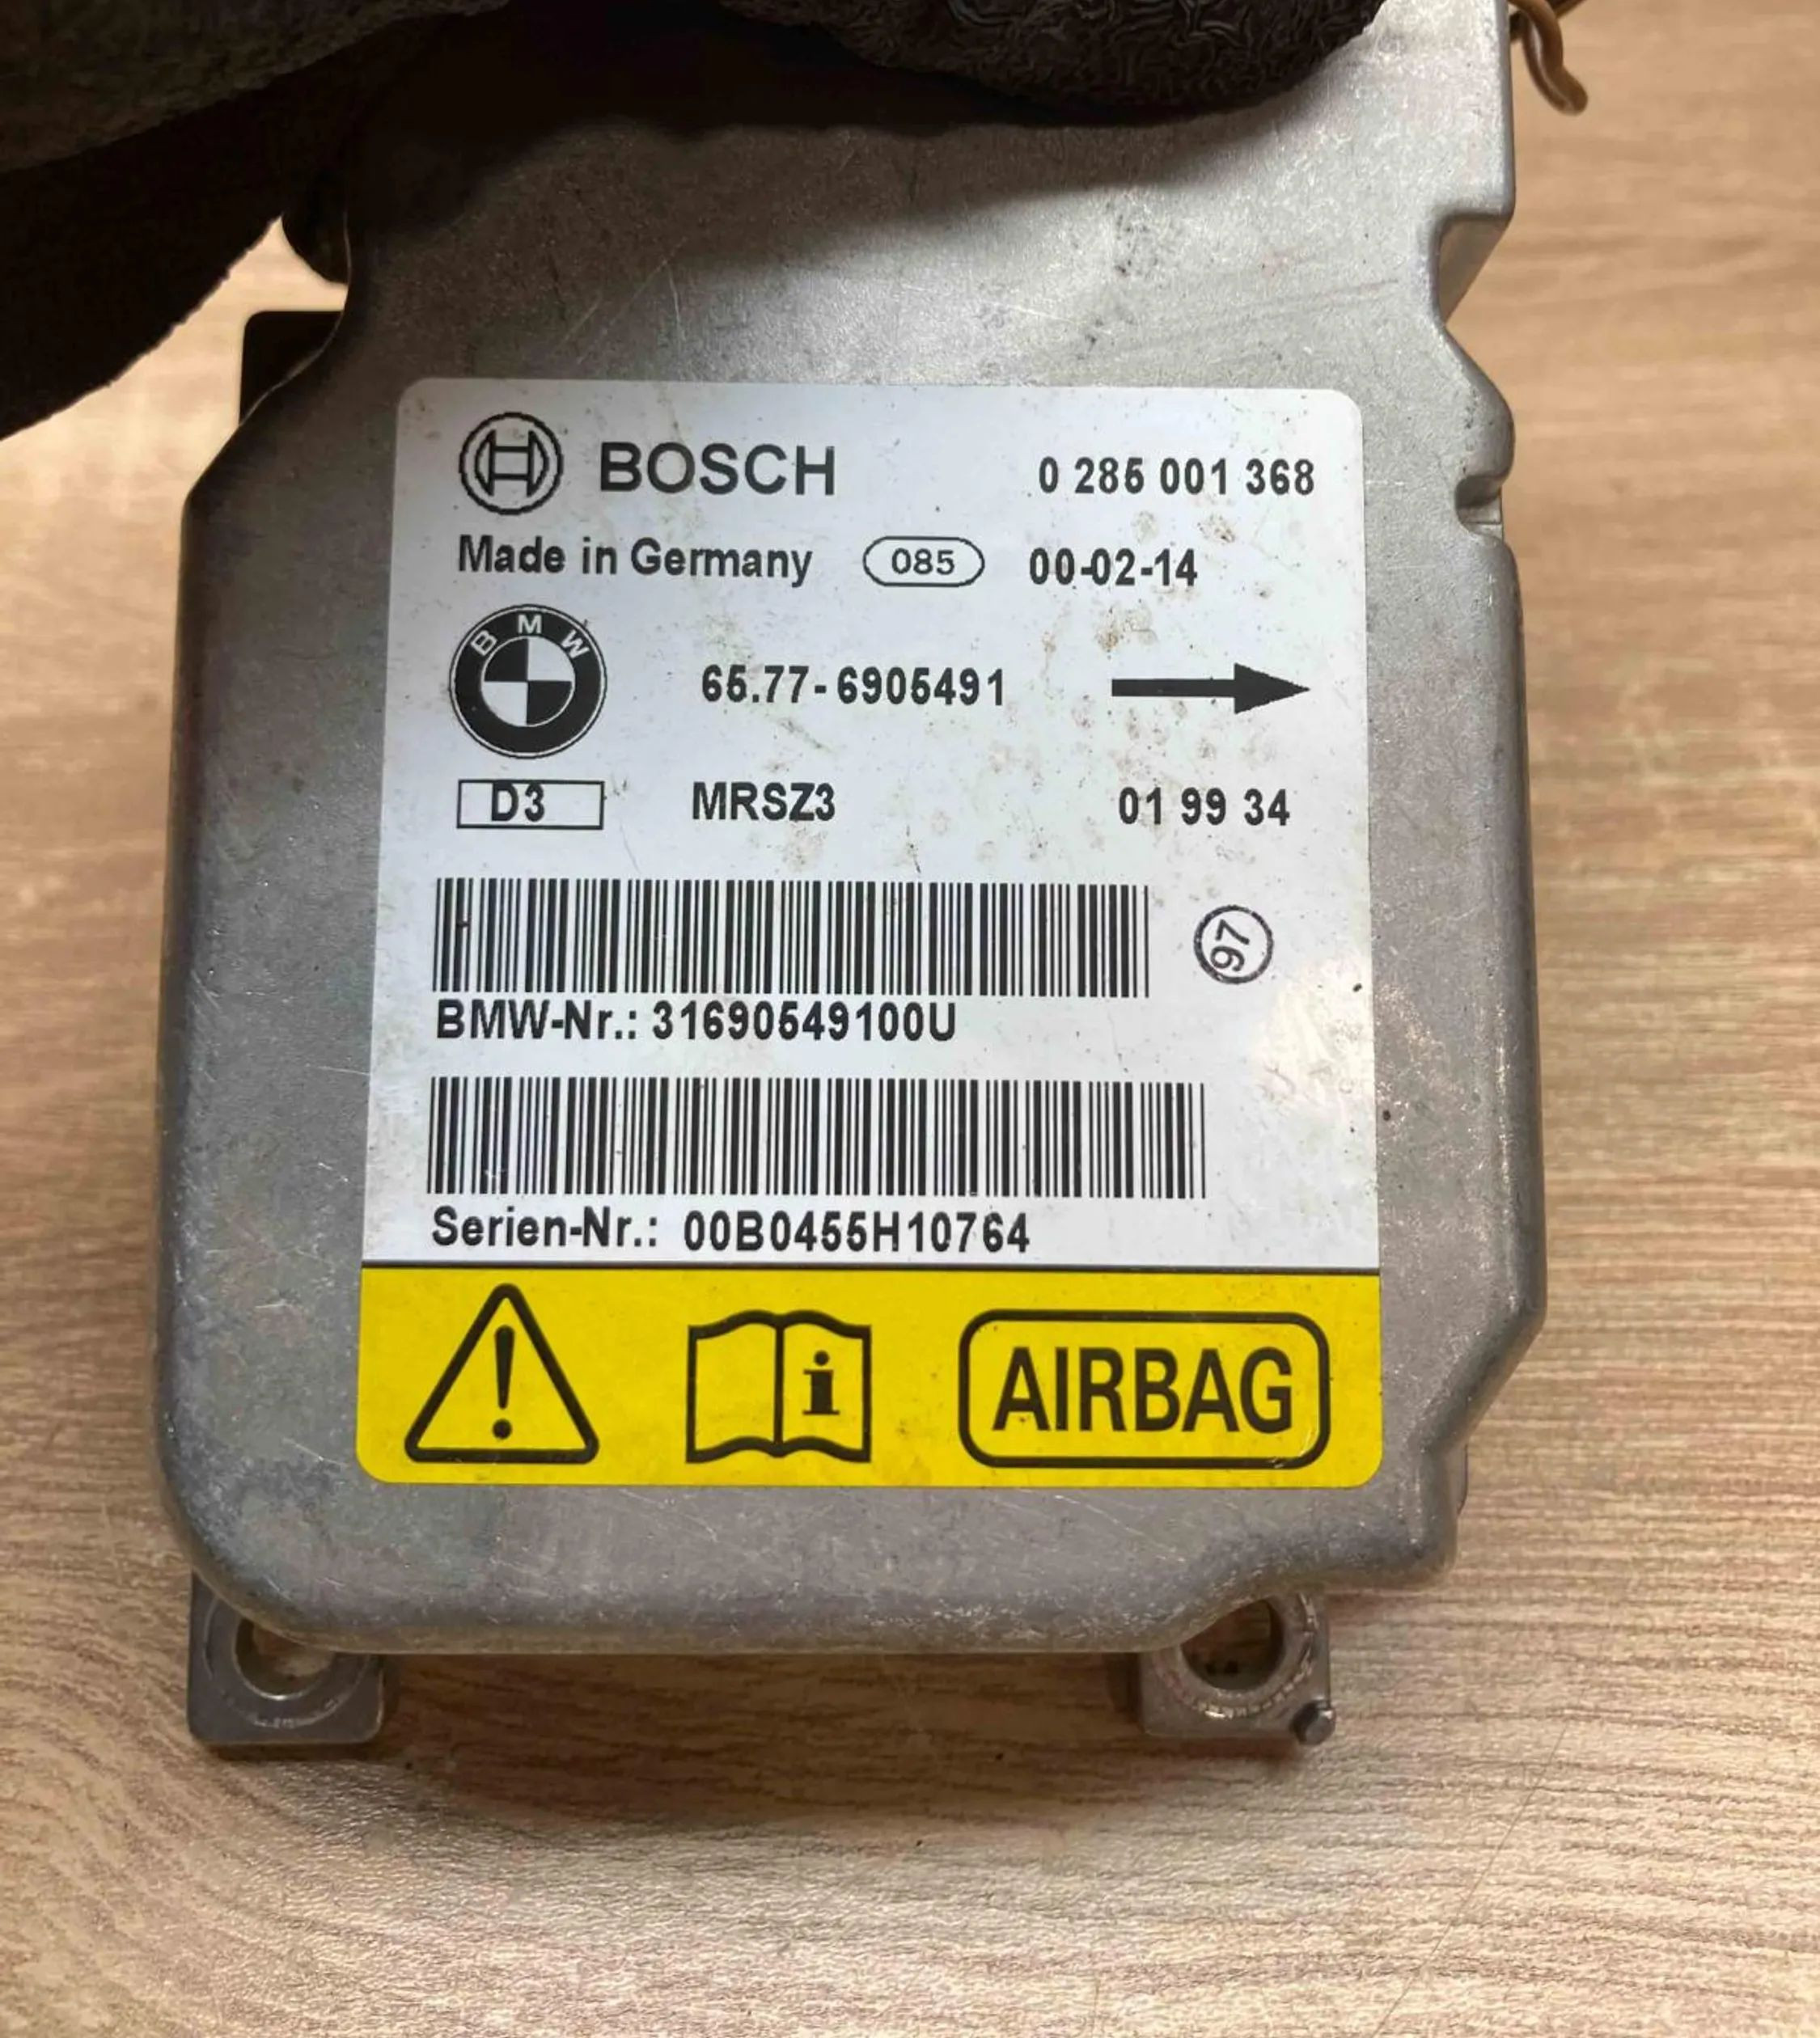 BOSCH 0 285 001 368
Made in Germany 085 00-02-14
BMW 65.77-6905491
D3 MRSZ3 01 99 34
97
BMW-Nr.: 31690549100U
Serien-Nr.: 00B0455H10764
AIRBAG